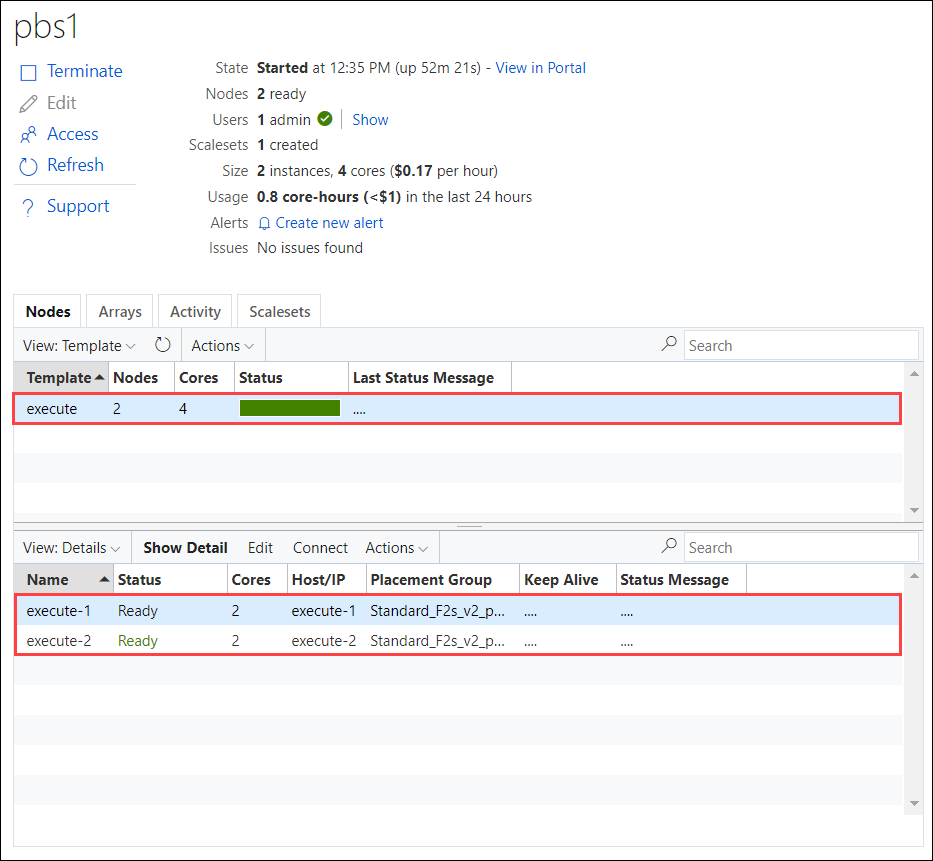 pbs1
Terminate
Edit
Access
Refresh
Support
State Started at 12:35 PM (up 52m 21s) - View in Portal
Nodes 2 ready
Users 1 admin Show
Scalesets 1 created
Size 2 instances, 4 cores ($0.17 per hour)
Usage 0.8 core-hours (<$1) in the last 24 hours
Alerts Create new alert
Issues No issues found
Nodes Arrays Activity Scalesets
View: Template Actions Search
Template Nodes Cores Status Last Status Message
execute 2 4 ....
View: Details Show Detail Edit Connect Actions Search
Name Status Cores Host/IP Placement Group Keep Alive Status Message
execute-1 Ready 2 execute-1 Standard_F2s_v2_p... .... ....
execute-2 Ready 2 execute-2 Standard_F2s_v2_p... .... ....